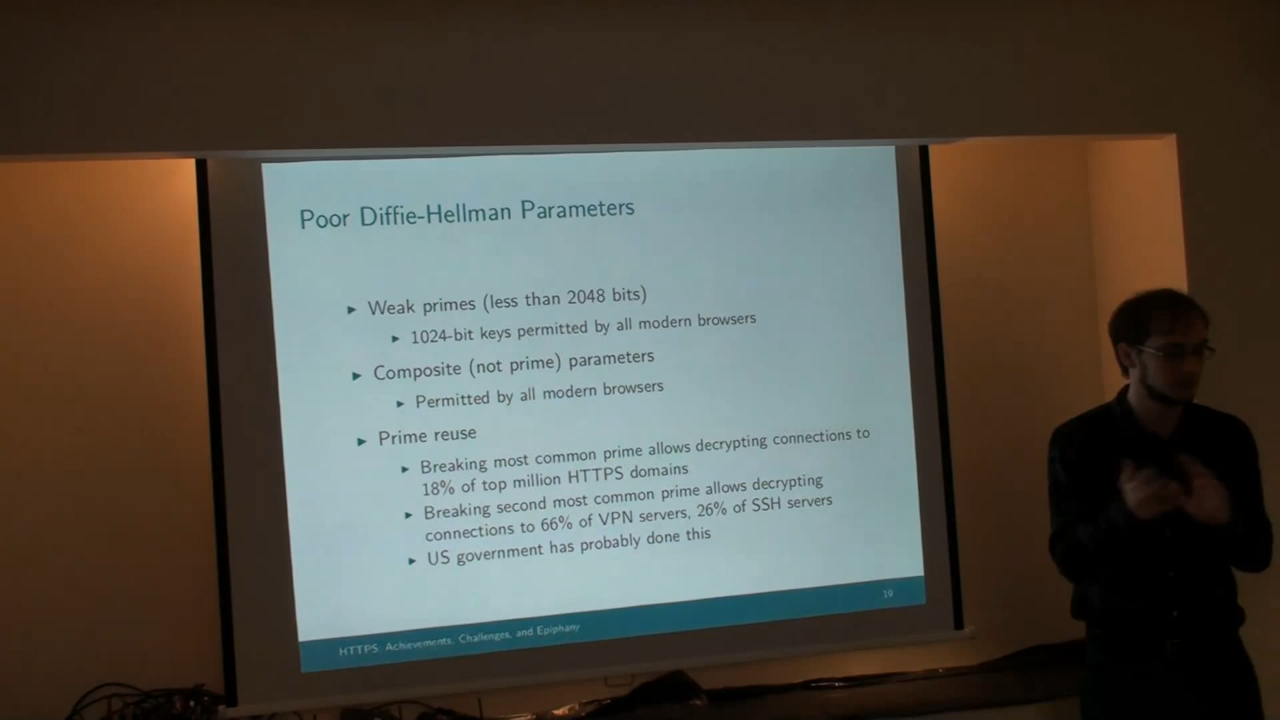 Poor Diffie-Hellman Parameters
▶ Weak primes (less than 2048 bits)
▶ 1024-bit keys permitted by all modern browsers
▶ Composite (not prime) parameters
▶ Permitted by all modern browsers
▶ Prime reuse
▶ Breaking most common prime allows decrypting connections to
18% of top million HTTPS domains
▶ Breaking second most common prime allows decrypting
connections to 66% of VPN servers, 26% of SSH servers
▶ US government has probably done this
19
HTTPS: Achievements, Challenges, and Epiphany